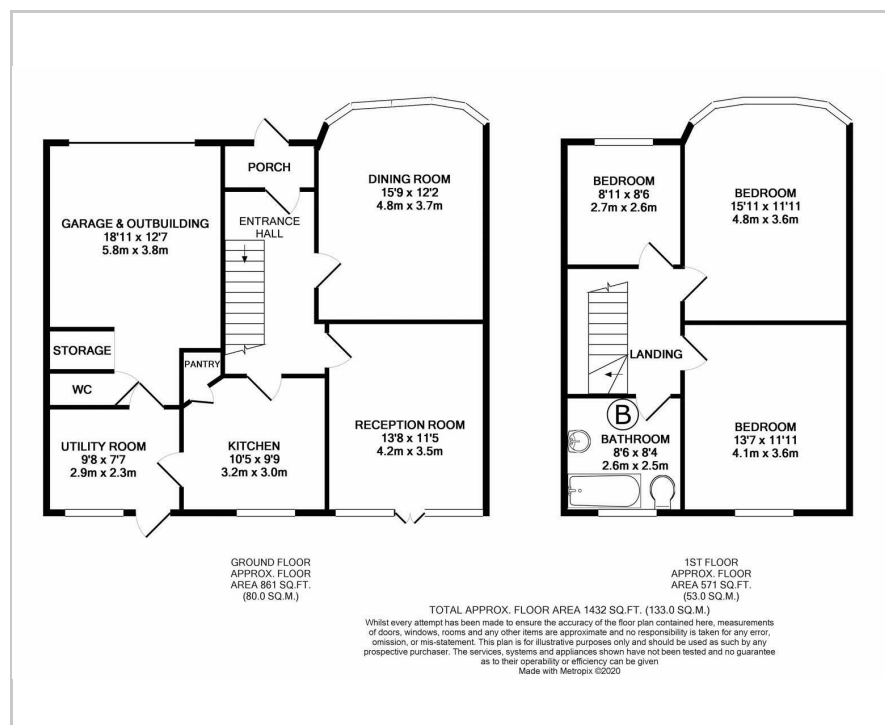 PORCH
DINING ROOM
15'9 x 12'2
4.8m x 3.7m
ENTRANCE
HALL
GARAGE & OUTBUILDING
18'11 x 12'7
5.8m x 3.8m
STORAGE
WC
PANTRY
UTILITY ROOM
9'8 x 7'7
2.9m x 2.3m
KITCHEN
10'5 x 9'9
3.2m x 3.0m
RECEPTION ROOM
13'8 x 11'5
4.2m x 3.5m
GROUND FLOOR
APPROX. FLOOR
AREA 861 SQ.FT.
(80.0 SQ.M.)
BEDROOM
8'11 x 8'6
2.7m x 2.6m
BEDROOM
15'11 x 11'11
4.8m x 3.6m
LANDING
B
BATHROOM
8'6 x 8'4
2.6m x 2.5m
BEDROOM
13'7 x 11'11
4.1m x 3.6m
1ST FLOOR
APPROX. FLOOR
AREA 571 SQ.FT.
(53.0 SQ.M.)
TOTAL APPROX. FLOOR AREA 1432 SQ.FT. (133.0 SQ.M.)
Whilst every attempt has been made to ensure the accuracy of the floor plan contained here, measurements
of doors, windows, rooms and any other items are approximate and no responsibility is taken for any error,
omission, or mis-statement. This plan is for illustrative purposes only and should be used as such by any
prospective purchaser. The services, systems and appliances shown have not been tested and no guarantee
as to their operability or efficiency can be given
Made with Metropix ©2020